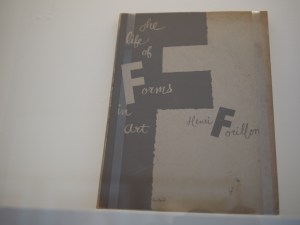 the
life
of
Forms
in
art
Henri
Focillon